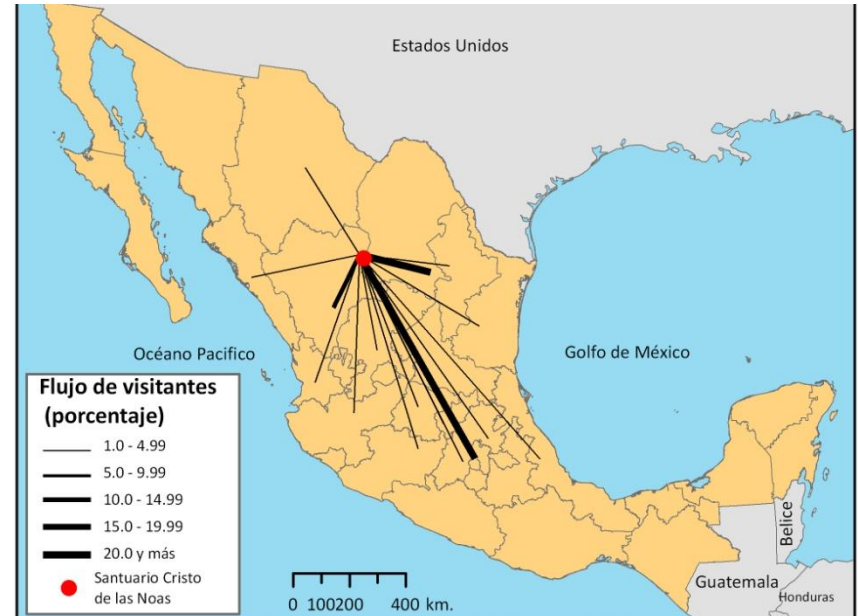 Estados Unidos
Océano Pacifico
Golfo de México
Belice
Guatemala
Honduras
Flujo de visitantes
(porcentaje)
1.0 - 4.99
5.0 - 9.99
10.0 - 14.99
15.0 - 19.99
20.0 y más
Santuario Cristo
de las Noas
0 100200 400 km.